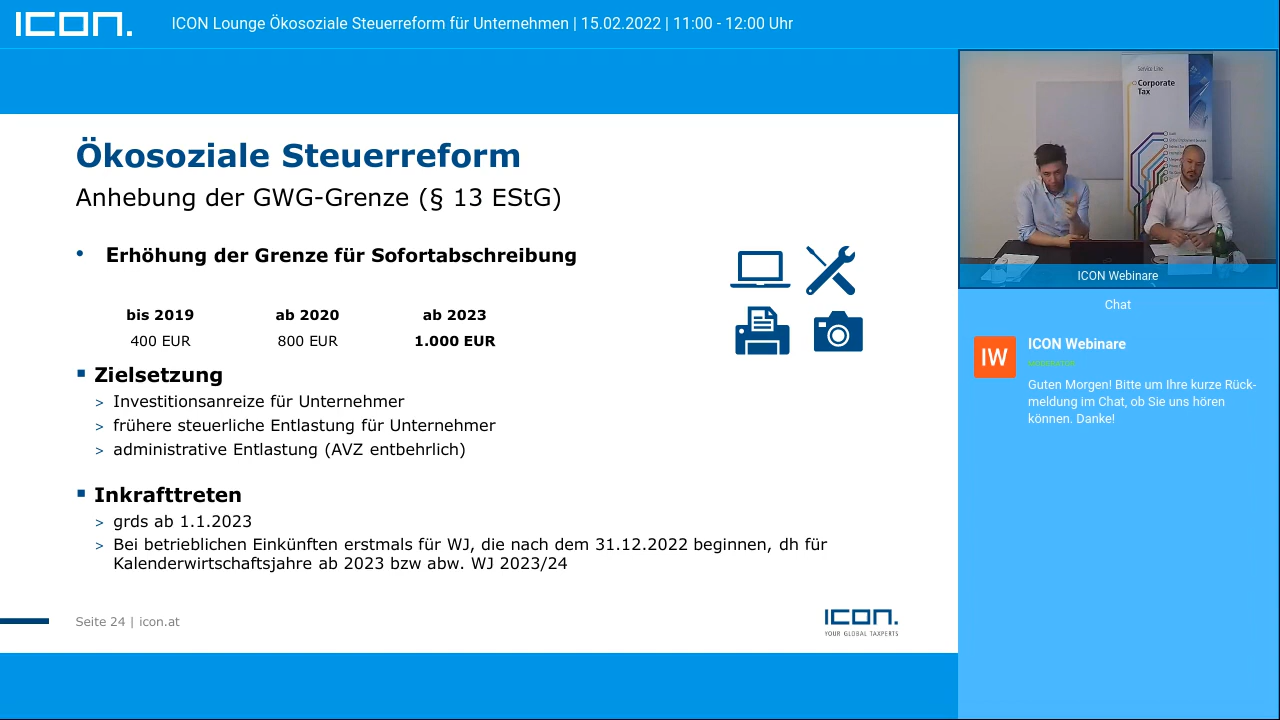 ICON.
ICON Lounge Ökosoziale Steuerreform für Unternehmen | 15.02.2022 | 11:00 - 12:00 Uhr
Ökosoziale Steuerreform
Anhebung der GWG-Grenze (§ 13 EStG)
• Erhöhung der Grenze für Sofortabschreibung
bis 2019 ab 2020 ab 2023
400 EUR 800 EUR 1.000 EUR
▪ Zielsetzung
> Investitionsanreize für Unternehmer
> frühere steuerliche Entlastung für Unternehmer
> administrative Entlastung (AVZ entbehrlich)
▪ Inkrafttreten
> grds ab 1.1.2023
> Bei betrieblichen Einkünften erstmals für WJ, die nach dem 31.12.2022 beginnen, dh für
Kalenderwirtschaftsjahre ab 2023 bzw abw. WJ 2023/24
Seite 24 | icon.at
ICON.
YOUR GLOBAL TAXPERTS
Service Line
Corporate
Tax
ICON Webinare
Chat
IW
ICON Webinare
MODERATOR
Guten Morgen! Bitte um Ihre kurze Rück-
meldung im Chat, ob Sie uns hören
können. Danke!